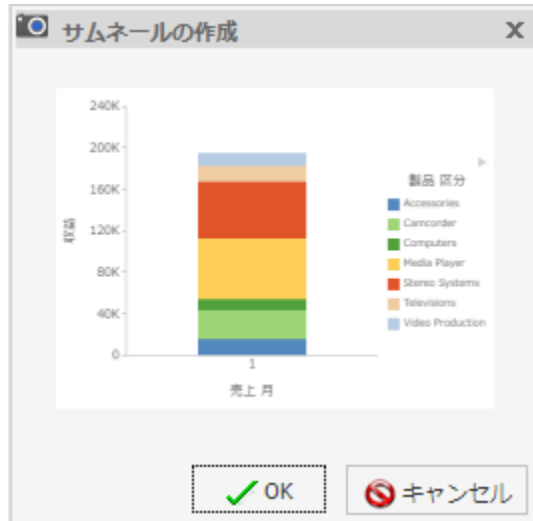 サムネールの作成
X
240K
200K
160K
120K
80K
40K
0
収益
1
売上 月
製品 区分
Accessories
Camcorder
Computers
Media Player
Stereo Systems
Televisions
Video Production
OK
キャンセル